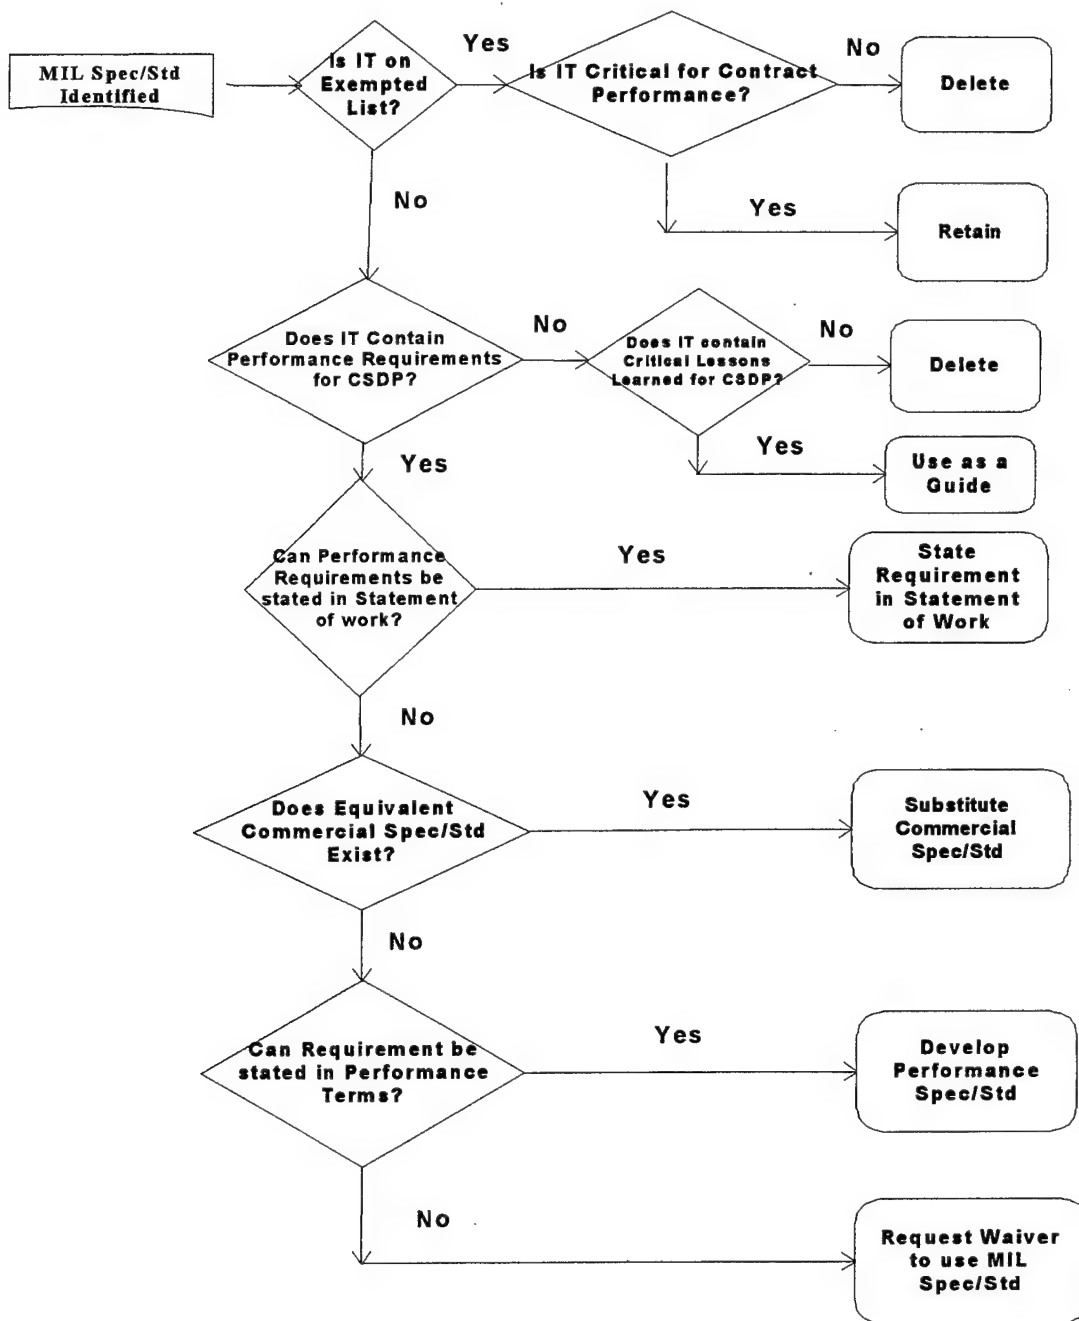 MIL Spec/Std
Identified
Is IT on
Exempted
List?
Yes
Is IT Critical for Contract
Performance?
No
Delete
No
Yes
Retain
Does IT Contain
Performance Requirements
for CSDP?
No
Does IT contain
Critical Lessons
Learned for CSDP?
No
Delete
Yes
Yes
Use as a
Guide
Can Performance
Requirements be
stated in Statement
of work?
Yes
State
Requirement
in Statement
of Work
No
Does Equivalent
Commercial Spec/Std
Exist?
Yes
Substitute
Commercial
Spec/Std
No
Can Requirement be
stated in Performance
Terms?
Yes
Develop
Performance
Spec/Std
No
Request Waiver
to use MIL
Spec/Std